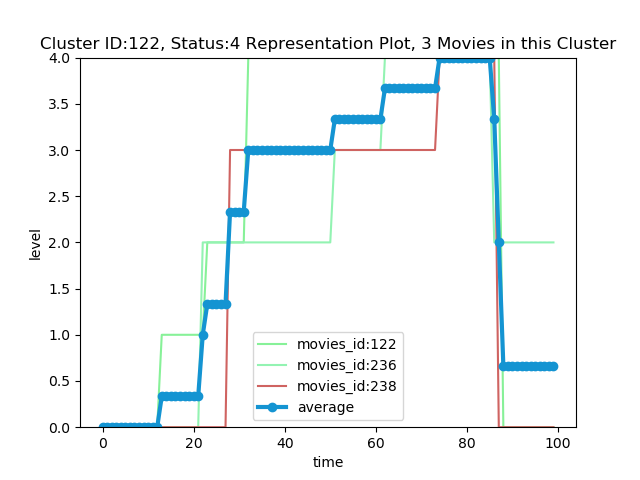 Cluster ID:122, Status:4 Representation Plot, 3 Movies in this Cluster
4.0
3.5
3.0
2.5
2.0
1.5
1.0
0.5
0.0
level
movies_id:122
movies_id:236
movies_id:238
average
0 20 40 60 80 100
time